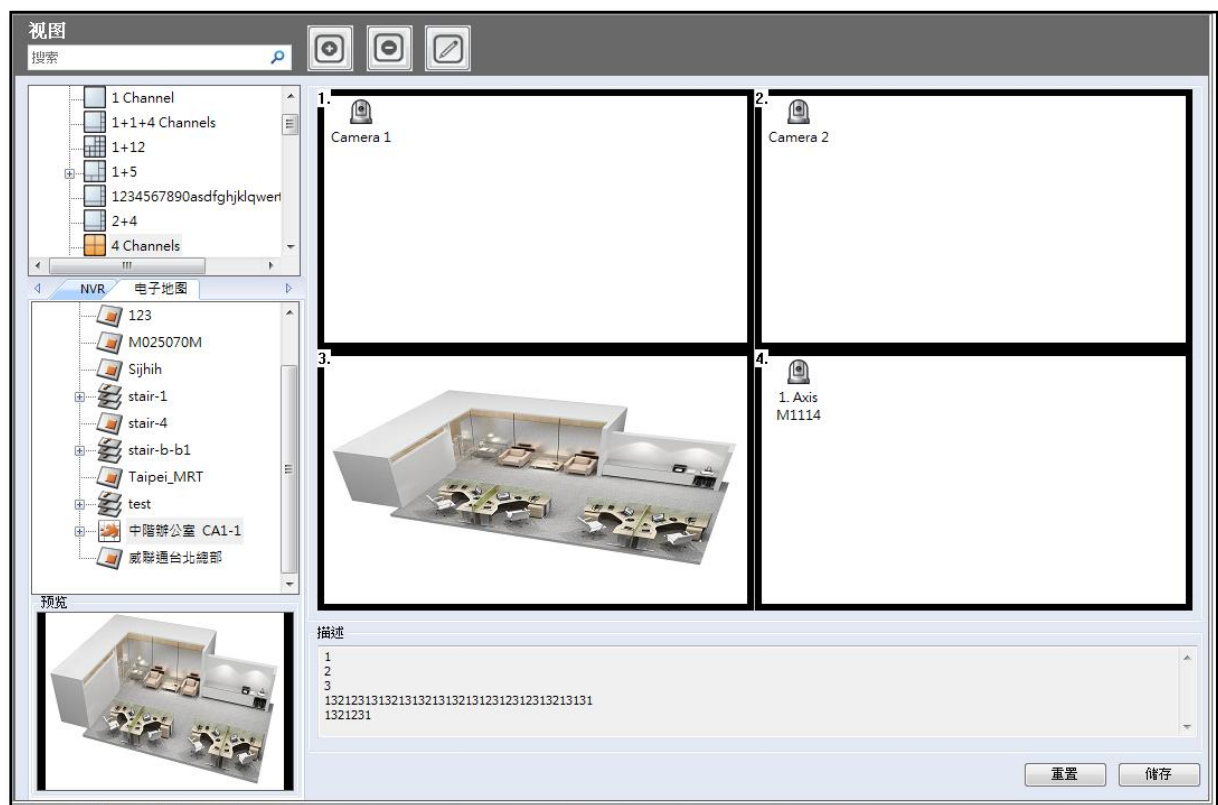 视图
搜索
1 Channel
1+1+4 Channels
1+12
1+5
1234567890asdfghjklqwert
2+4
4 Channels
NVR
电子地图
123
M025070M
Sijhih
stair-1
stair-4
stair-b-b1
Taipei_MRT
test
中階辦公室 CA1-1
威聯通台北總部
预览
1.
Camera 1
2.
Camera 2
3.
4.
1. Axis
M1114
描述
1
2
3
1321231313213132131321312312312313213131
1321231
重置
储存